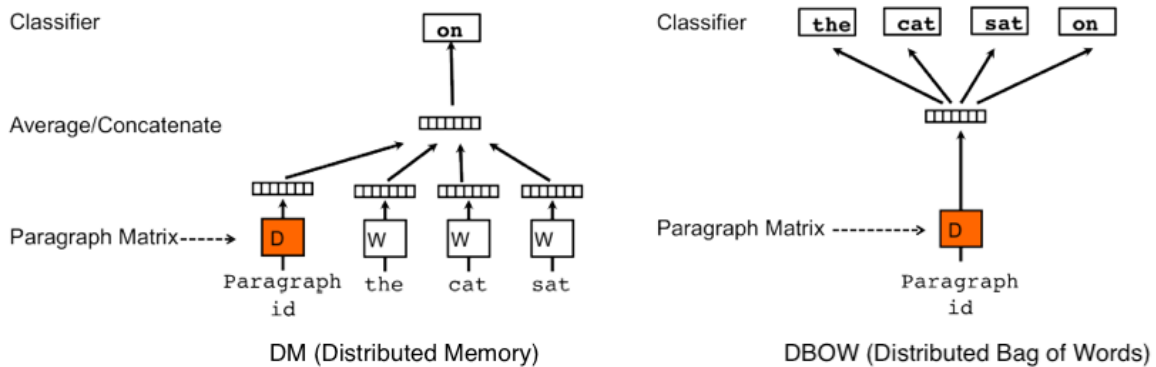 Classifier
on
Average/Concatenate
Paragraph Matrix
D
W
W
W
Paragraph
id
the
cat
sat
DM (Distributed Memory)
Classifier
the
cat
sat
on
Paragraph Matrix
D
Paragraph
id
DBOW (Distributed Bag of Words)